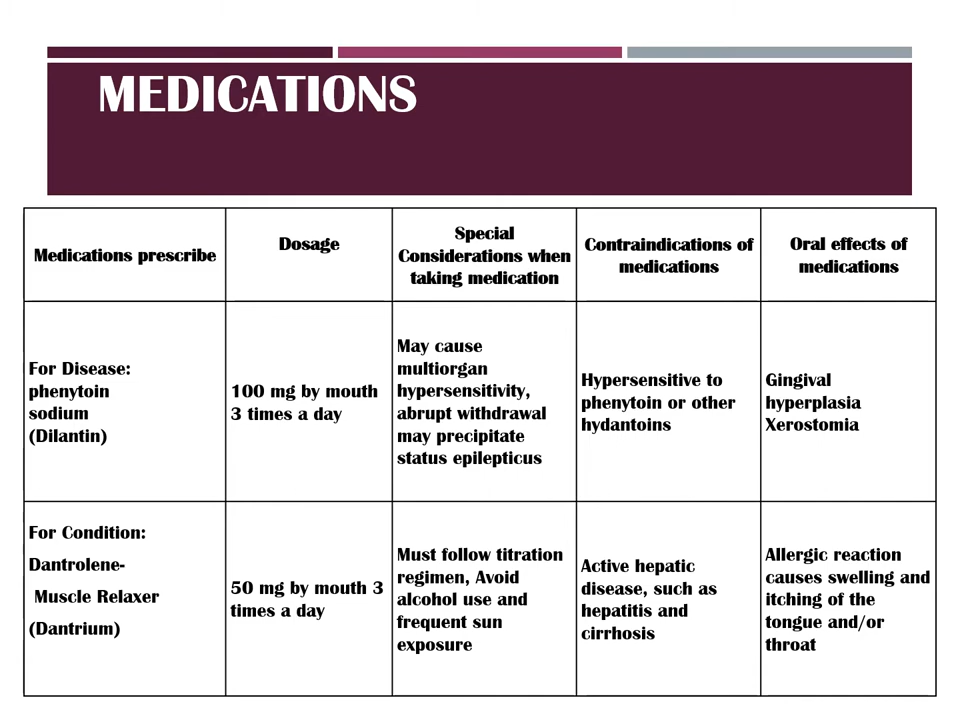 MEDICATIONS
Medications prescribe
Dosage
Special
Considerations when
taking medication
Contraindications of
medications
Oral effects of
medications
For Disease:
phenytoin
sodium
(Dilantin)
100 mg by mouth
3 times a day
May cause
multiorgan
hypersensitivity,
abrupt withdrawal
may precipitate
status epilepticus
Hypersensitive to
phenytoin or other
hydantoins
Gingival
hyperplasia
Xerostomia
For Condition:
Dantrolene-
Muscle Relaxer
(Dantrium)
50 mg by mouth 3
times a day
Must follow titration
regimen, Avoid
alcohol use and
frequent sun
exposure
Active hepatic
disease, such as
hepatitis and
cirrhosis
Allergic reaction
causes swelling and
itching of the
tongue and/or
throat